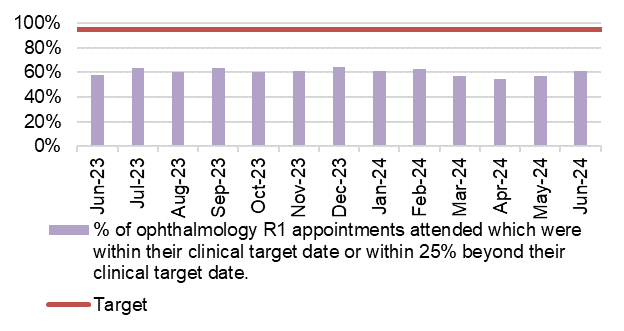 100%
80%
60%
40%
20%
0%
Jun-23
Jul-23
Aug-23
Sep-23
Oct-23
Nov-23
Dec-23
Jan-24
Feb-24
Mar-24
Apr-24
May-24
Jun-24
% of ophthalmology R1 appointments attended which were
within their clinical target date or within 25% beyond their
clinical target date.
Target